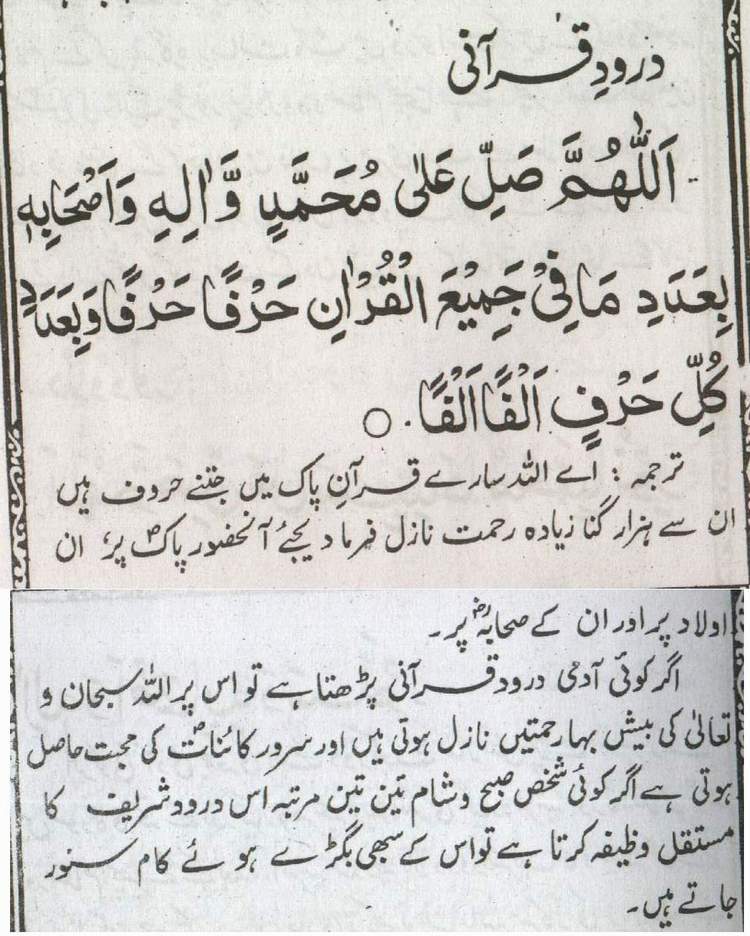 درودِ قرآنی
اَللّٰهُمَّ صَلِّ عَلٰی مُحَمَّدٍ وَّاٰلِهٖ وَاَصْحَابِهٖ
بِعَدَدِ مَا فِیْ جَمِیْعَ الْقُرْاٰنِ حَرْفًا حَرْفًا وَبِعَدَدِ
کُلِّ حَرْفٍ اَلْفًا اَلْفًا۔ ○
ترجمہ : اے اللہ سارے قرآنِ پاک میں جتنے حروف ہیں
ان سے ہزار گنا زیادہ رحمت نازل فرما دیجئے آنحضور پاکؐ پر، ان
اولاد پر اور ان کے صحابہؓ پر۔
اگر کوئی آدمی درود قرآنی پڑھتا ہے تو اس پر اللہ سبحان و
تعالیٰ کی بیش بہا رحمتیں نازل ہوتی ہیں اور سرور کائناتؐ کی محبت حاصل
ہوتی ہے اگر کوئی شخص صبح و شام تین تین مرتبہ اس درود شریف کا
مستقل وظیفہ کرتا ہے تو اس کے سبھی بگڑے ہوئے کام سنور
جاتے ہیں۔